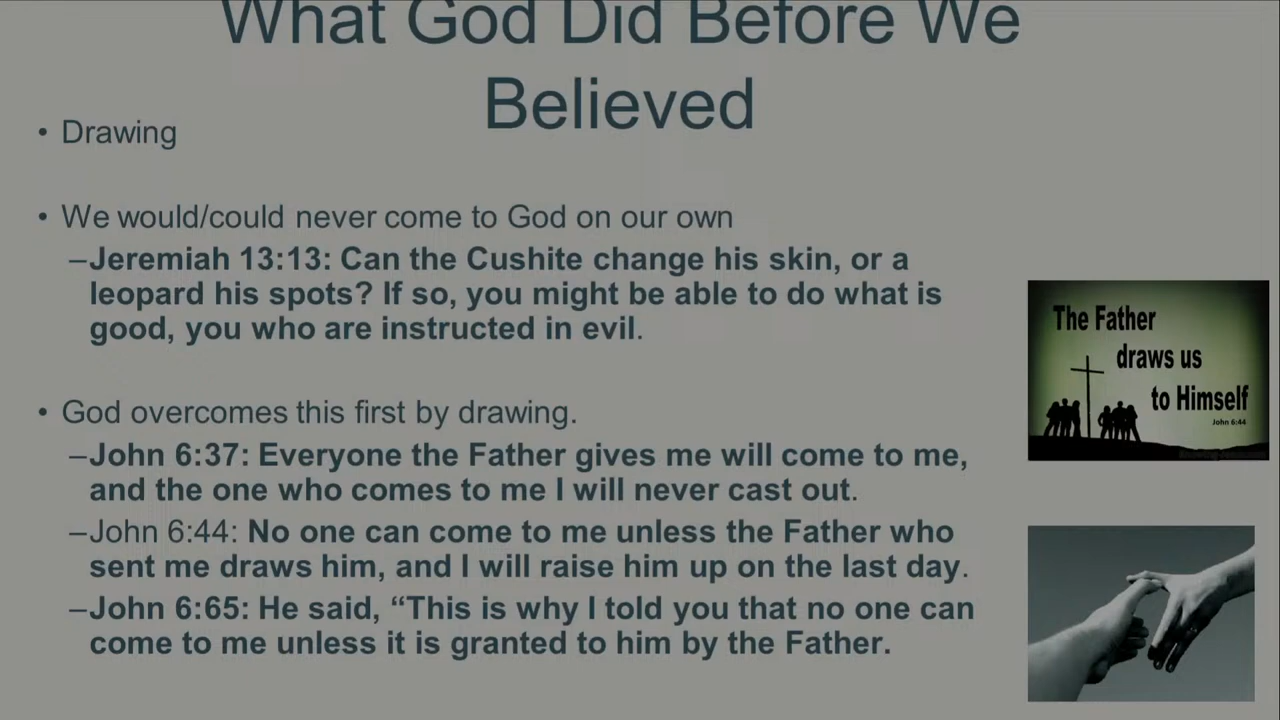 What God Did Before We
Believed
• Drawing
• We would/could never come to God on our own
–Jeremiah 13:13: Can the Cushite change his skin, or a
leopard his spots? If so, you might be able to do what is
good, you who are instructed in evil.
• God overcomes this first by drawing.
–John 6:37: Everyone the Father gives me will come to me,
and the one who comes to me I will never cast out.
–John 6:44: No one can come to me unless the Father who
sent me draws him, and I will raise him up on the last day.
–John 6:65: He said, “This is why I told you that no one can
come to me unless it is granted to him by the Father.
The Father
draws us
to Himself
John 6:44